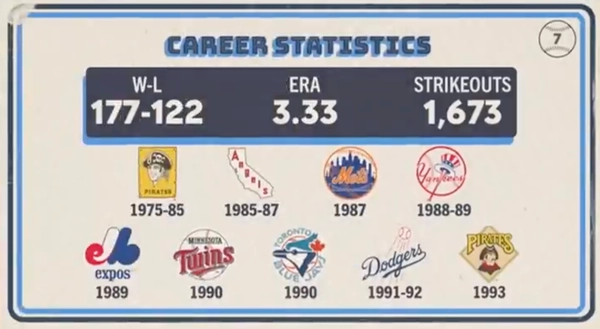 7
CAREER STATISTICS
W-L ERA STRIKEOUTS
177-122 3.33 1,673
PIRATES Angels Mets Yankees
1975-85 1985-87 1987 1988-89
expos MINNESOTA Twins TORONTO BLUE JAYS Dodgers PIRATES
1989 1990 1990 1991-92 1993